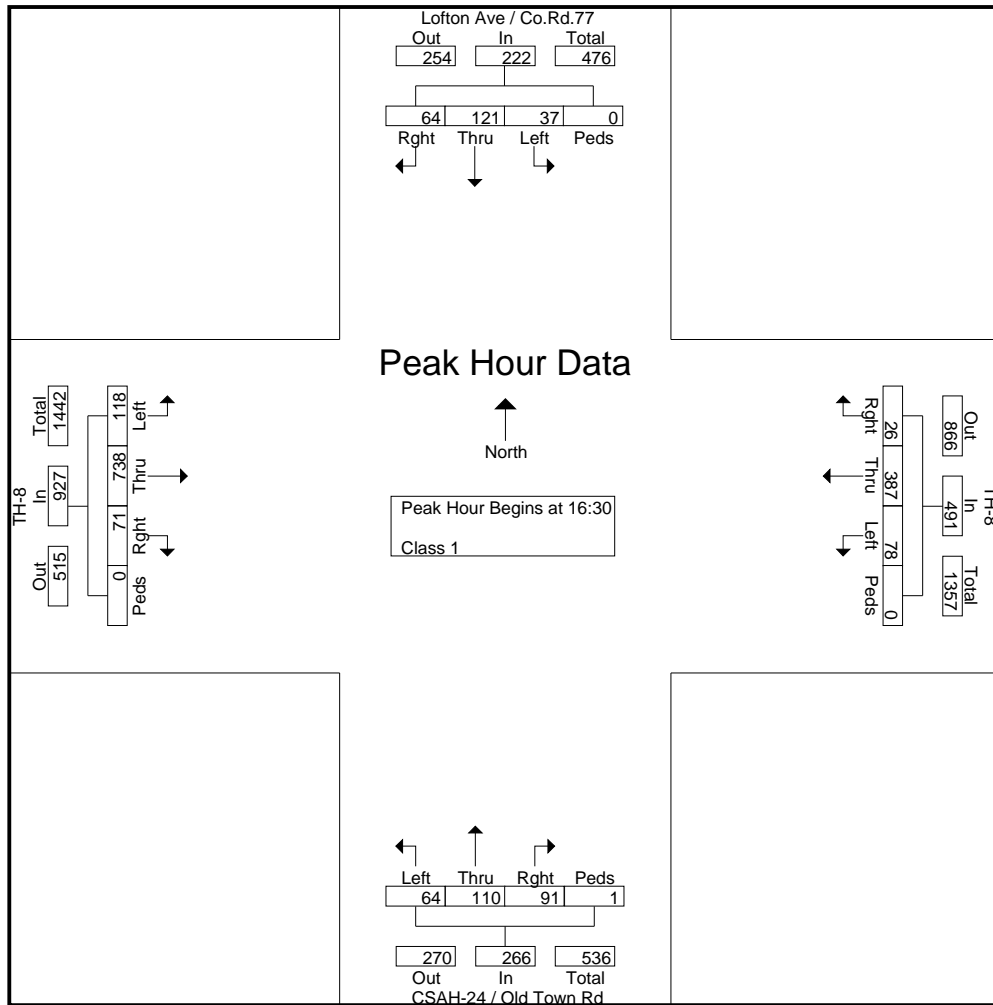 Lofton Ave / Co.Rd.77
Out In Total
254 222 476
64 121 37 0
Rght Thru Left Peds
Peak Hour Data
North
Peak Hour Begins at 16:30
Class 1
TH-8
Total In Out
1442 927 515
118 738 71 0
Left Thru Rght Peds
Rght Thru Left Peds
26 387 78 0
Out In Total
866 491 1357
TH-8
Left Thru Rght Peds
64 110 91 1
270 266 536
Out In Total
CSAH-24 / Old Town Rd